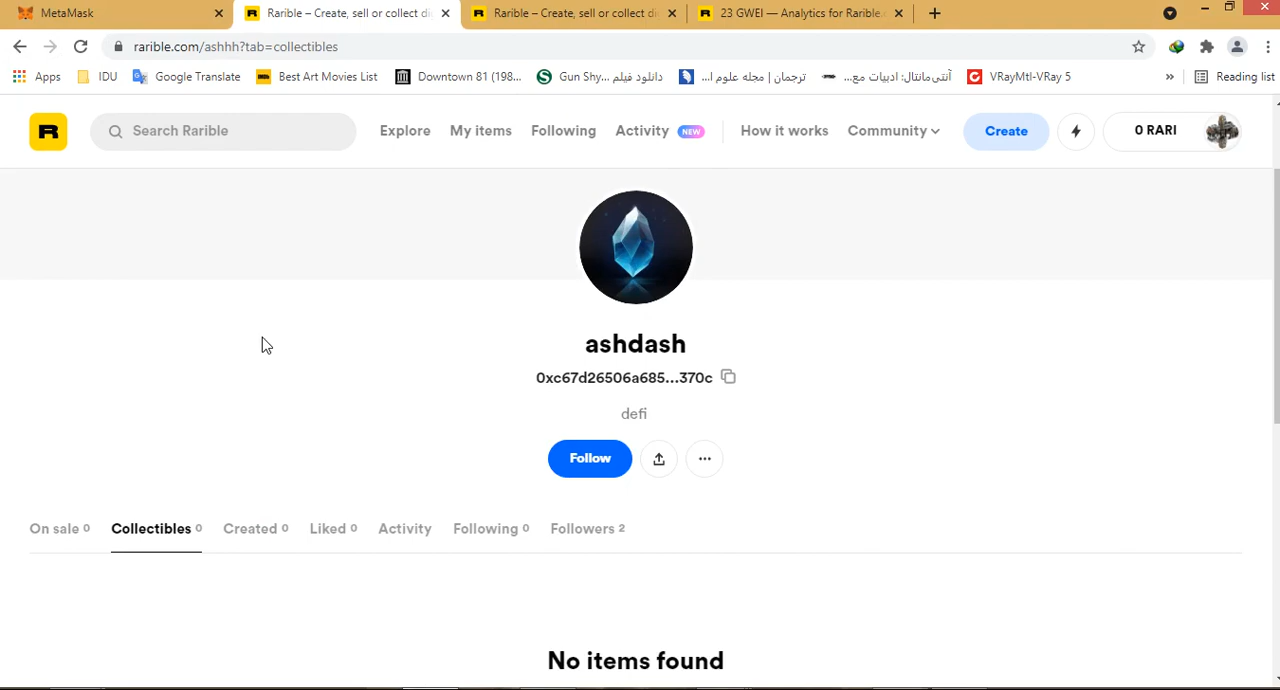 MetaMask
Rarible – Create, sell or collect di
Rarible – Create, sell or collect di
23 GWEI — Analytics for Rarible.
rarible.com/ashhh?tab=collectibles
Apps
IDU
Google Translate
Best Art Movies List
Downtown 81 (198...
دانلود فیلم Gun Shy...
ترجمان | مجله علوم ا...
آنتی‌مانتال: ادبیات مع...
VRayMtl-VRay 5
»
Reading list
R
Search Rarible
Explore
My items
Following
Activity NEW
How it works
Community
Create
0 RARI
ashdash
0xc67d26506a685...370c
defi
Follow
On sale 0
Collectibles 0
Created 0
Liked 0
Activity
Following 0
Followers 2
No items found